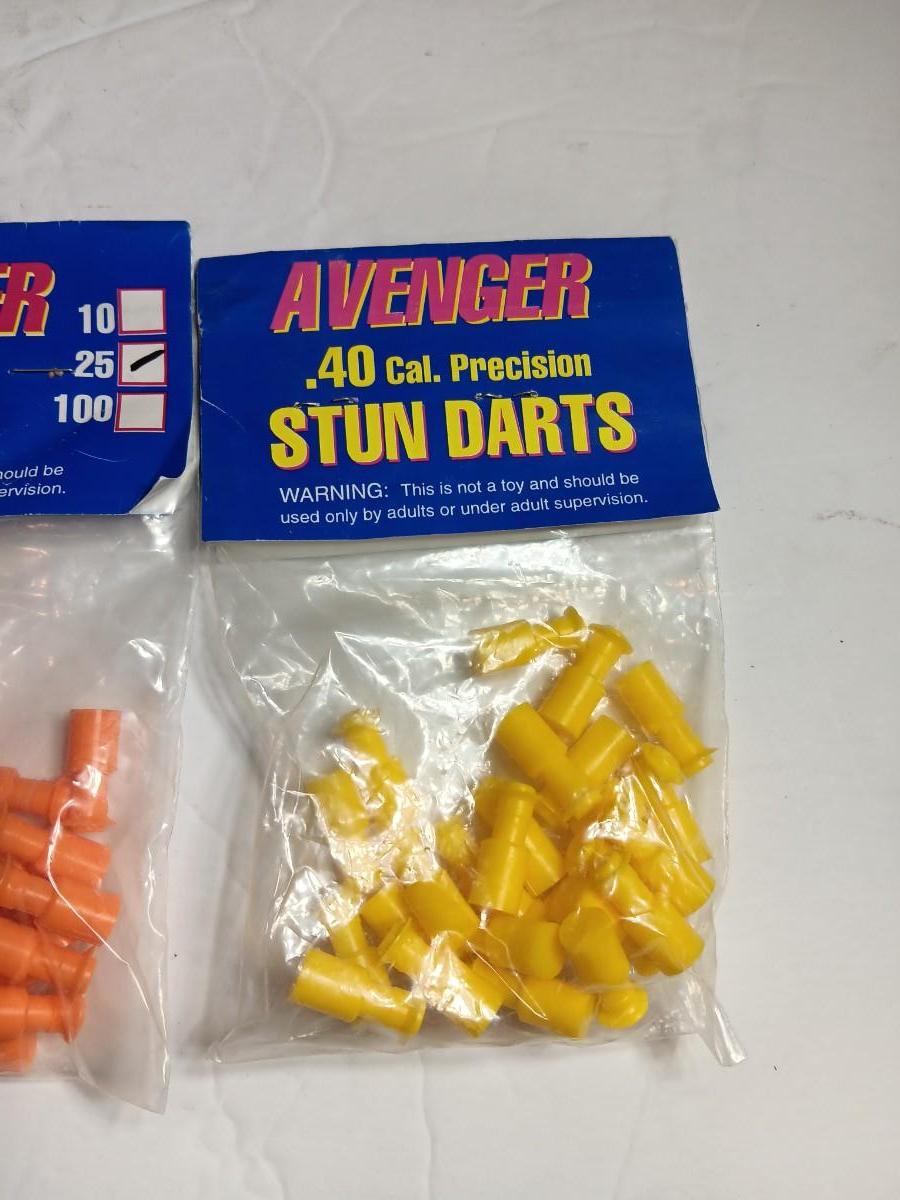 ER
10
25
100
hould be
ervision.
AVENGER
.40 Cal. Precision
STUN DARTS
WARNING: This is not a toy and should be
used only by adults or under adult supervision.